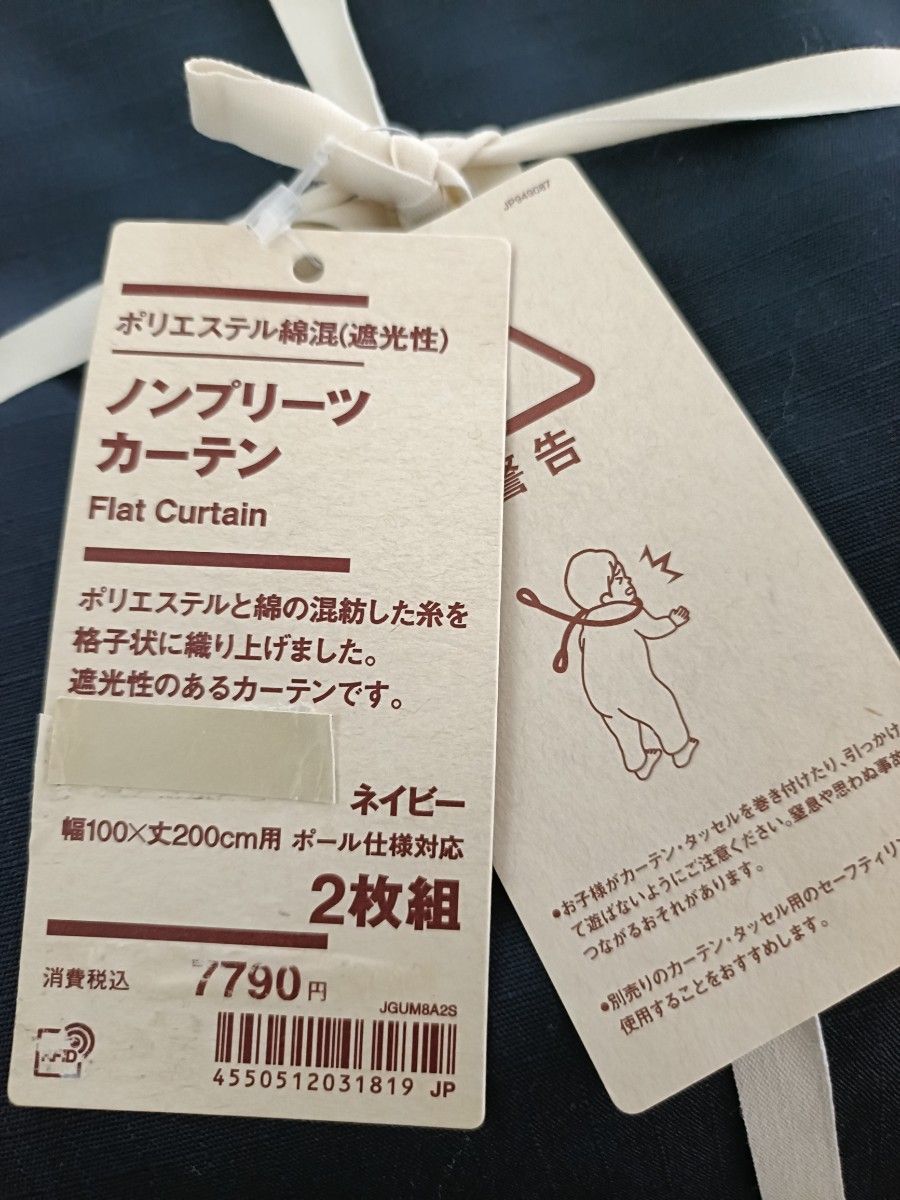 ポリエステル綿混(遮光性)
ノンプリーツ
カーテン
Flat Curtain
ポリエステルと綿の混紡した糸を
格子状に織り上げました。
遮光性のあるカーテンです。
ネイビー
幅100×丈200cm用 ポール仕様対応
2枚組
消費税込 7790円
JGUM8A2S
RFID
4550512031819 JP
JP949087
警告
●お子様がカーテン・タッセルを巻き付けたり、引っかけ
て遊ばないようにご注意ください。窒息や思わぬ事故
つながるおそれがあります。
●別売りのカーテン・タッセル用のセーフティリン
使用することをおすすめします。